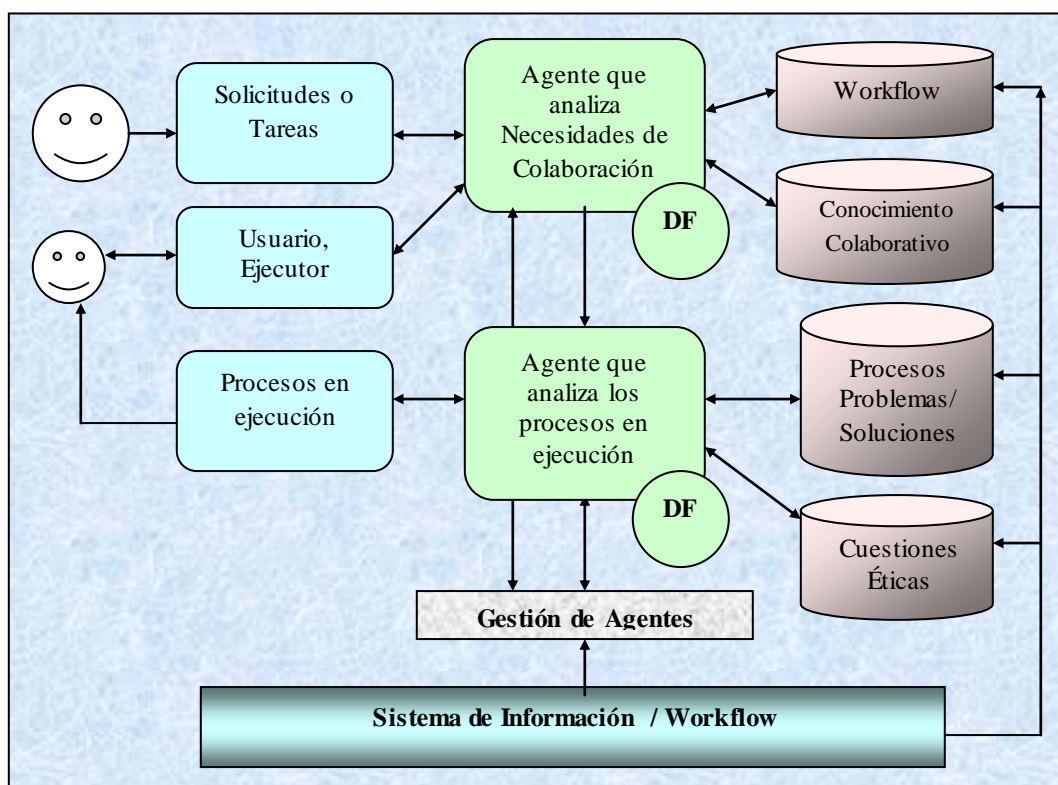 Solicitudes o
Tareas
Agente que
analiza
Necesidades de
Colaboración
DF
Workflow
Conocimiento
Colaborativo
Usuario,
Ejecutor
Procesos en
ejecución
Agente que
analiza los
procesos en
ejecución
DF
Procesos
Problemas/
Soluciones
Cuestiones
Éticas
Gestión de Agentes
Sistema de Información / Workflow